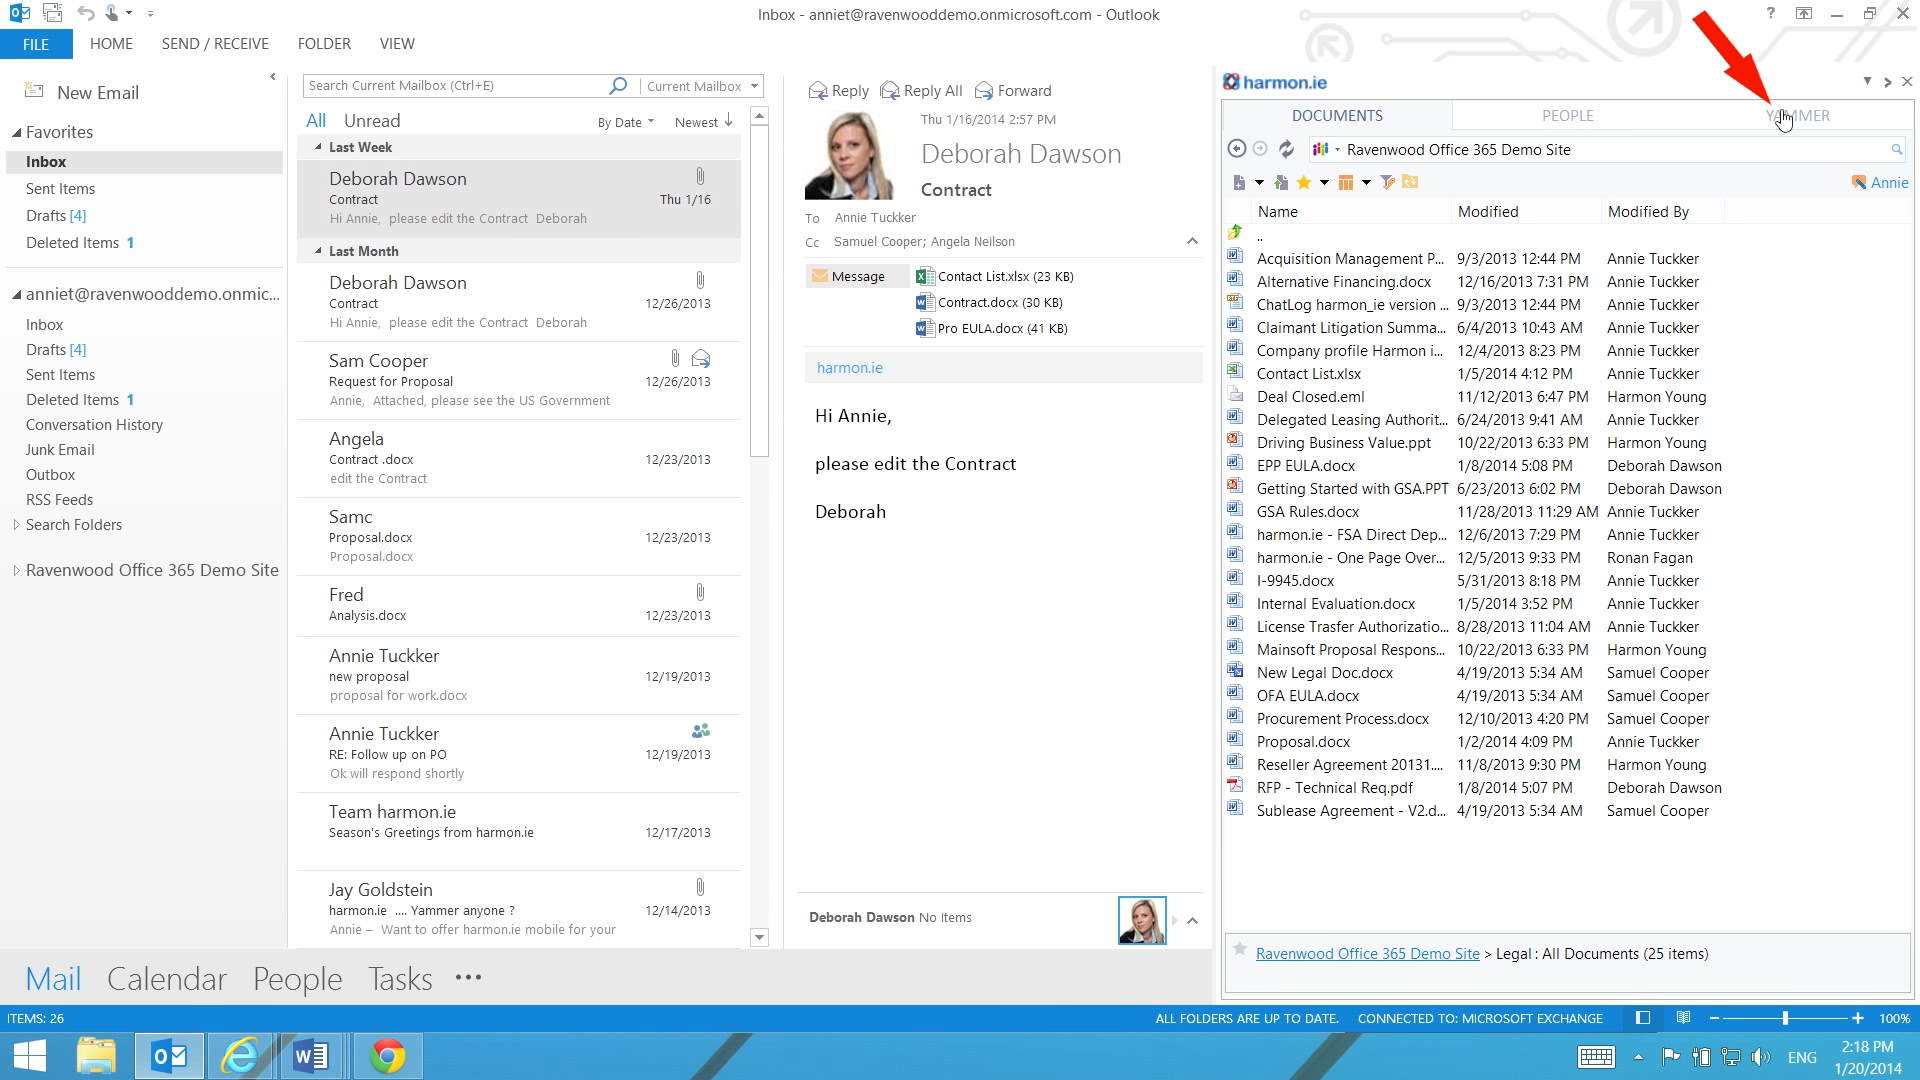 Inbox - anniet@ravenwooddemo.onmicrosoft.com - Outlook
?
FILE HOME SEND / RECEIVE FOLDER VIEW
New Email
Favorites
Inbox
Sent Items
Drafts [4]
Deleted Items 1
anniet@ravenwooddemo.onmic...
Inbox
Drafts [4]
Sent Items
Deleted Items 1
Conversation History
Junk Email
Outbox
RSS Feeds
Search Folders
Ravenwood Office 365 Demo Site
Search Current Mailbox (Ctrl+E) Current Mailbox
All Unread By Date Newest
Last Week
Deborah Dawson
Contract Thu 1/16
Hi Annie, please edit the Contract Deborah
Last Month
Deborah Dawson
Contract 12/26/2013
Hi Annie, please edit the Contract Deborah
Sam Cooper
Request for Proposal 12/26/2013
Annie, Attached, please see the US Government
Angela
Contract .docx 12/23/2013
edit the Contract
Samc
Proposal.docx 12/23/2013
Proposal.docx
Fred
Analysis.docx 12/23/2013
Annie Tuckker
new proposal 12/19/2013
proposal for work.docx
Annie Tuckker
RE: Follow up on PO 12/19/2013
Ok will respond shortly
Team harmon.ie
Season's Greetings from harmon.ie 12/17/2013
Jay Goldstein
harmon.ie .... Yammer anyone ? 12/14/2013
Annie – Want to offer harmon.ie mobile for your
Reply Reply All Forward
Thu 1/16/2014 2:57 PM
Deborah Dawson
Contract
To Annie Tuckker
Cc Samuel Cooper; Angela Neilson
Message Contact List.xlsx (23 KB)
Contract.docx (30 KB)
Pro EULA.docx (41 KB)
harmon.ie
Hi Annie,
please edit the Contract
Deborah
Deborah Dawson No Items
harmon.ie
DOCUMENTS PEOPLE YAMMER
Ravenwood Office 365 Demo Site
Annie
Name Modified Modified By
..
Acquisition Management P... 9/3/2013 12:44 PM Annie Tuckker
Alternative Financing.docx 12/16/2013 7:31 PM Annie Tuckker
ChatLog harmon_ie version ... 9/3/2013 12:44 PM Annie Tuckker
Claimant Litigation Summa... 6/4/2013 10:43 AM Annie Tuckker
Company profile Harmon i... 12/4/2013 8:23 PM Annie Tuckker
Contact List.xlsx 1/5/2014 4:12 PM Annie Tuckker
Deal Closed.eml 11/12/2013 6:47 PM Harmon Young
Delegated Leasing Authorit... 6/24/2013 9:41 AM Annie Tuckker
Driving Business Value.ppt 10/22/2013 6:33 PM Harmon Young
EPP EULA.docx 1/8/2014 5:08 PM Deborah Dawson
Getting Started with GSA.PPT 6/23/2013 6:02 PM Deborah Dawson
GSA Rules.docx 11/28/2013 11:29 AM Annie Tuckker
harmon.ie - FSA Direct Dep... 12/6/2013 7:29 PM Annie Tuckker
harmon.ie - One Page Over... 12/5/2013 9:33 PM Ronan Fagan
I-9945.docx 5/31/2013 8:18 PM Annie Tuckker
Internal Evaluation.docx 1/5/2014 3:52 PM Annie Tuckker
License Trasfer Authorizatio... 8/28/2013 11:04 AM Annie Tuckker
Mainsoft Proposal Respons... 10/22/2013 6:33 PM Harmon Young
New Legal Doc.docx 4/19/2013 5:34 AM Samuel Cooper
OFA EULA.docx 4/19/2013 5:34 AM Samuel Cooper
Procurement Process.docx 12/10/2013 4:20 PM Samuel Cooper
Proposal.docx 1/2/2014 4:09 PM Annie Tuckker
Reseller Agreement 20131.... 11/8/2013 9:30 PM Harmon Young
RFP - Technical Req.pdf 1/8/2014 5:07 PM Deborah Dawson
Sublease Agreement - V2.d... 4/19/2013 5:34 AM Samuel Cooper
Ravenwood Office 365 Demo Site > Legal : All Documents (25 items)
Mail Calendar People Tasks •••
ITEMS: 26 ALL FOLDERS ARE UP TO DATE. CONNECTED TO: MICROSOFT EXCHANGE 100%
ENG
2:18 PM
1/20/2014